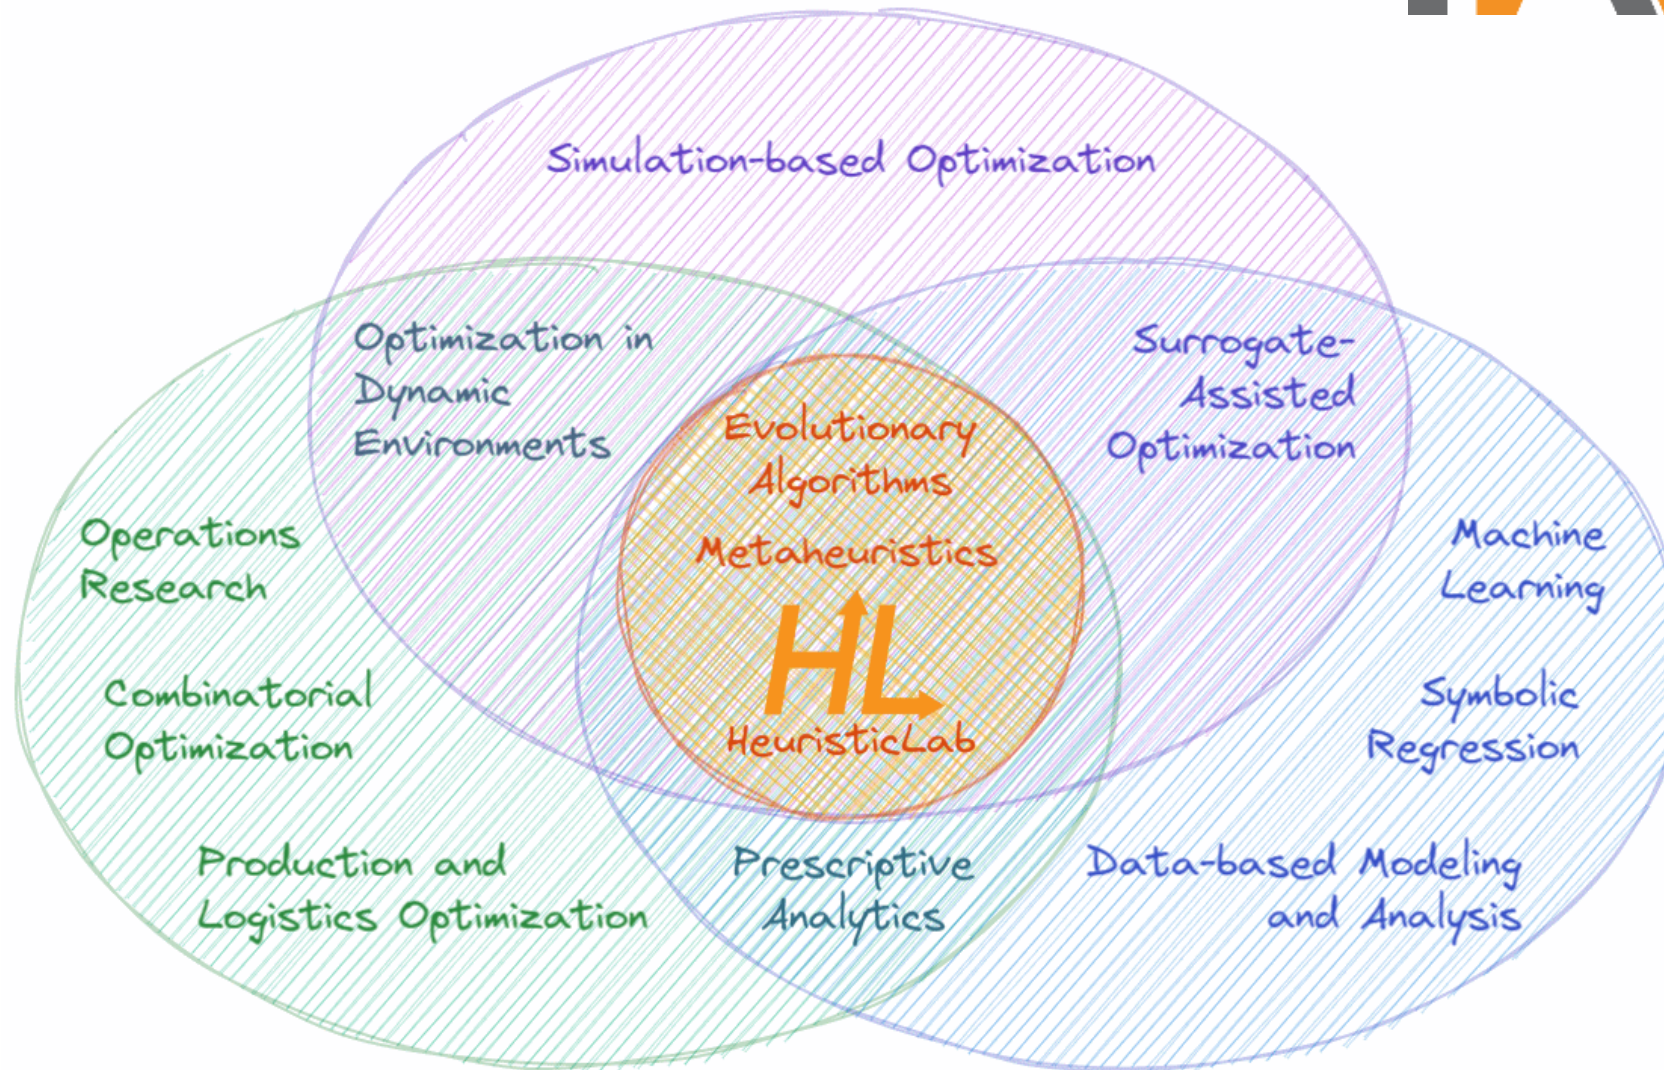 Simulation-based Optimization
Optimization in
Dynamic
Environments
Surrogate-
Assisted
Optimization
Evolutionary
Algorithms
Metaheuristics
HL
HeuristicLab
Operations
Research
Combinatorial
Optimization
Production and
Logistics Optimization
Machine
Learning
Symbolic
Regression
Prescriptive
Analytics
Data-based Modeling
and Analysis